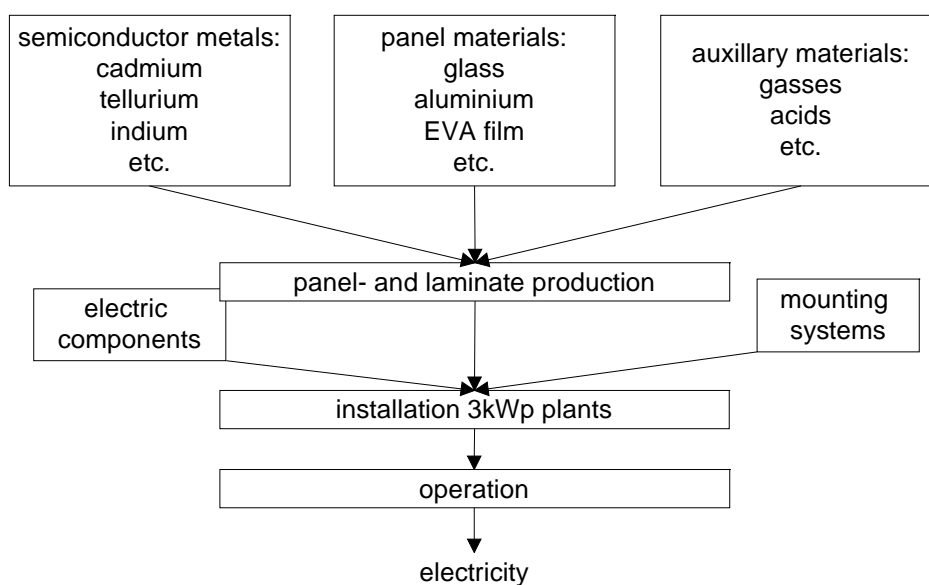 semiconductor metals:
cadmium
tellurium
indium
etc.
panel materials:
glass
aluminium
EVA film
etc.
auxillary materials:
gasses
acids
etc.
panel- and laminate production
electric
components
mounting
systems
installation 3kWp plants
operation
electricity